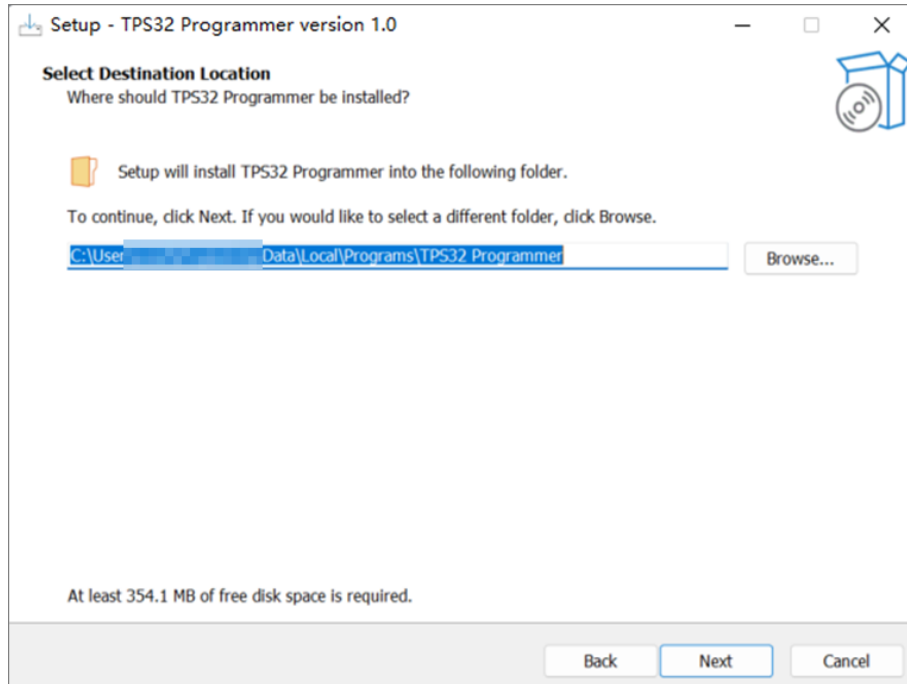 Setup - TPS32 Programmer version 1.0
Select Destination Location
Where should TPS32 Programmer be installed?
Setup will install TPS32 Programmer into the following folder.
To continue, click Next. If you would like to select a different folder, click Browse.
C:\User Data\Local\Programs\TPS32 Programmer
Browse...
At least 354.1 MB of free disk space is required.
Back
Next
Cancel